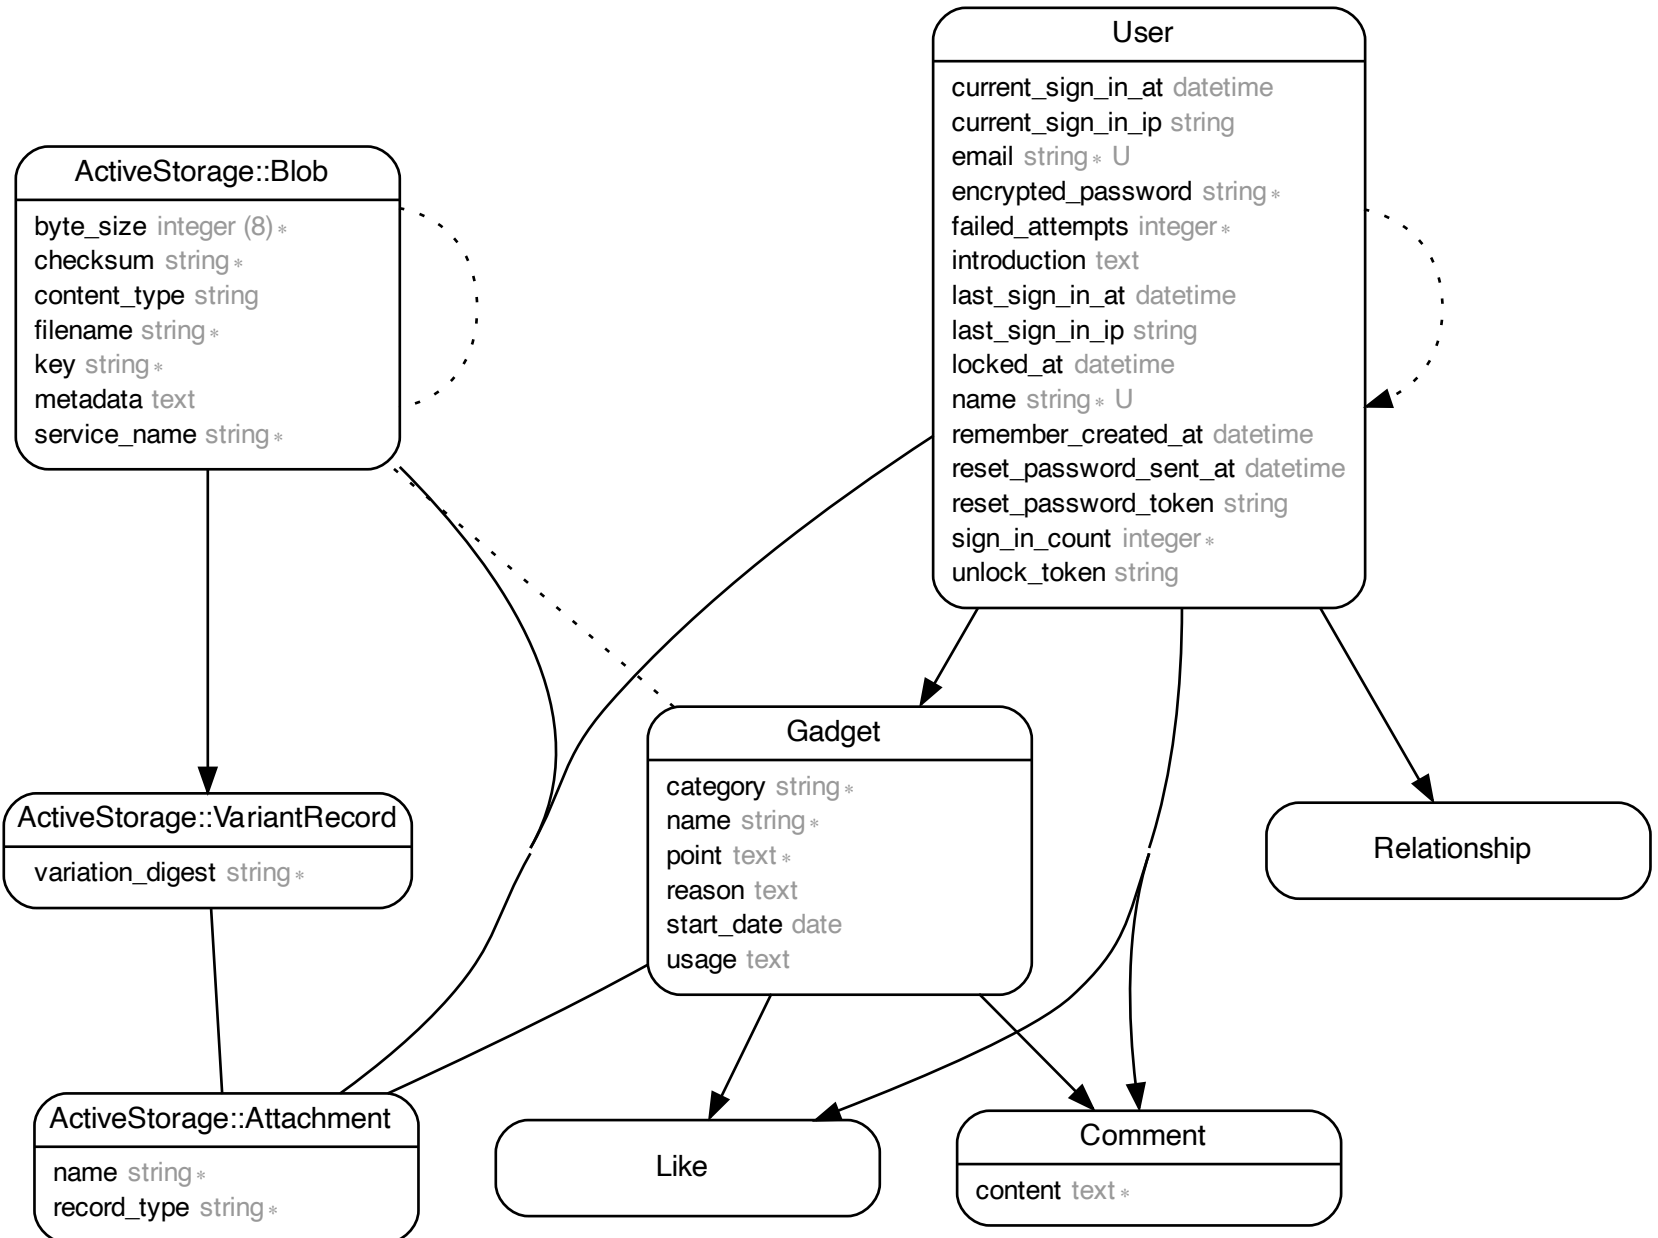 User
current_sign_in_at datetime
current_sign_in_ip string
email string* U
encrypted_password string*
failed_attempts integer*
introduction text
last_sign_in_at datetime
last_sign_in_ip string
locked_at datetime
name string* U
remember_created_at datetime
reset_password_sent_at datetime
reset_password_token string
sign_in_count integer*
unlock_token string
ActiveStorage::Blob
byte_size integer (8)*
checksum string*
content_type string
filename string*
key string*
metadata text
service_name string*
Gadget
category string*
name string*
point text*
reason text
start_date date
usage text
ActiveStorage::VariantRecord
variation_digest string*
Relationship
ActiveStorage::Attachment
name string*
record_type string*
Like
Comment
content text*